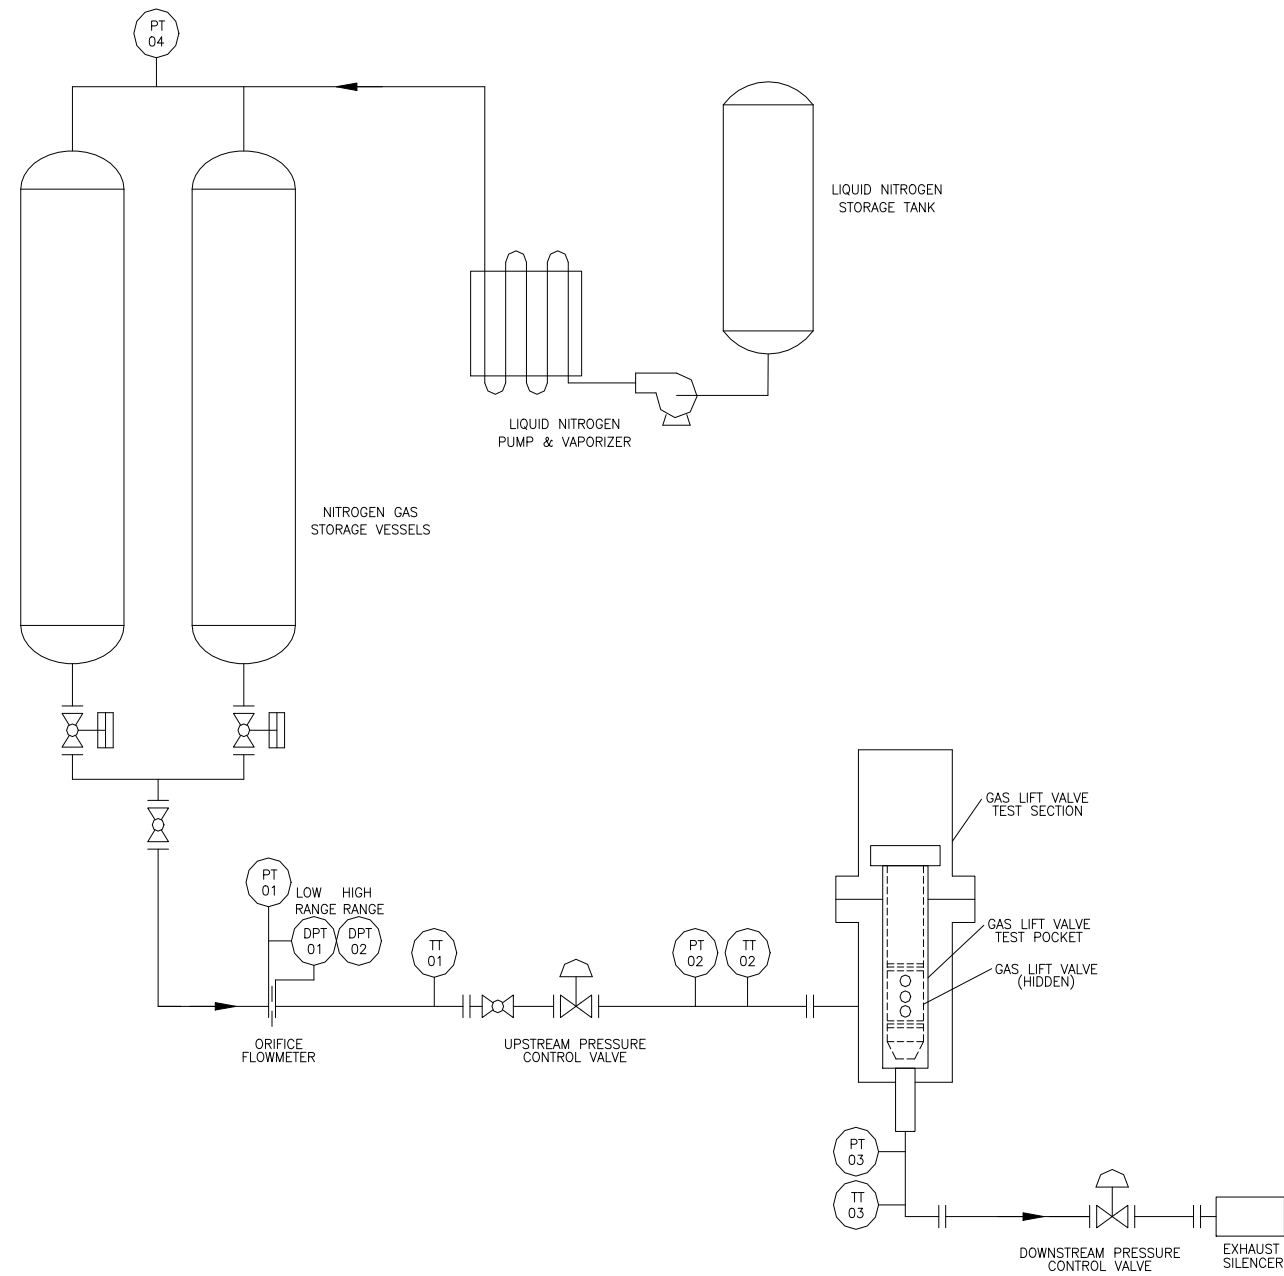 PT
04
LIQUID NITROGEN
STORAGE TANK
LIQUID NITROGEN
PUMP & VAPORIZER
NITROGEN GAS
STORAGE VESSELS
GAS LIFT VALVE
TEST SECTION
PT
01
LOW HIGH
RANGE RANGE
DPT
01
DPT
02
TT
01
PT
02
TT
02
GAS LIFT VALVE
TEST POCKET
GAS LIFT VALVE
(HIDDEN)
ORIFICE
FLOWMETER
UPSTREAM PRESSURE
CONTROL VALVE
PT
03
TT
03
DOWNSTREAM PRESSURE
CONTROL VALVE
EXHAUST
SILENCER